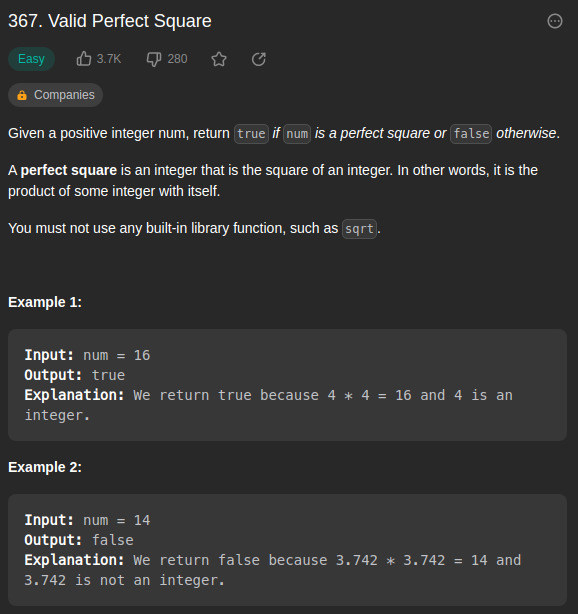 367. Valid Perfect Square
Easy 3.7K 280
Companies
Given a positive integer num, return true if num is a perfect square or false otherwise.
A perfect square is an integer that is the square of an integer. In other words, it is the
product of some integer with itself.
You must not use any built-in library function, such as sqrt.
Example 1:
Input: num = 16
Output: true
Explanation: We return true because 4 * 4 = 16 and 4 is an
integer.
Example 2:
Input: num = 14
Output: false
Explanation: We return false because 3.742 * 3.742 = 14 and
3.742 is not an integer.